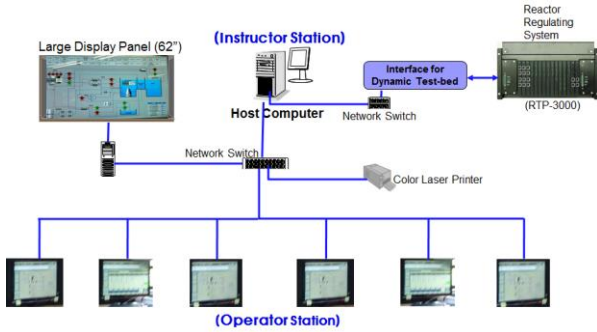 Reactor
Regulating
System
(Instructor Station)
Large Display Panel (62")
Interface for
Dynamic Test-bed
(RTP-3000)
Host Computer
Network Switch
Network Switch
Color Laser Printer
(Operator Station)